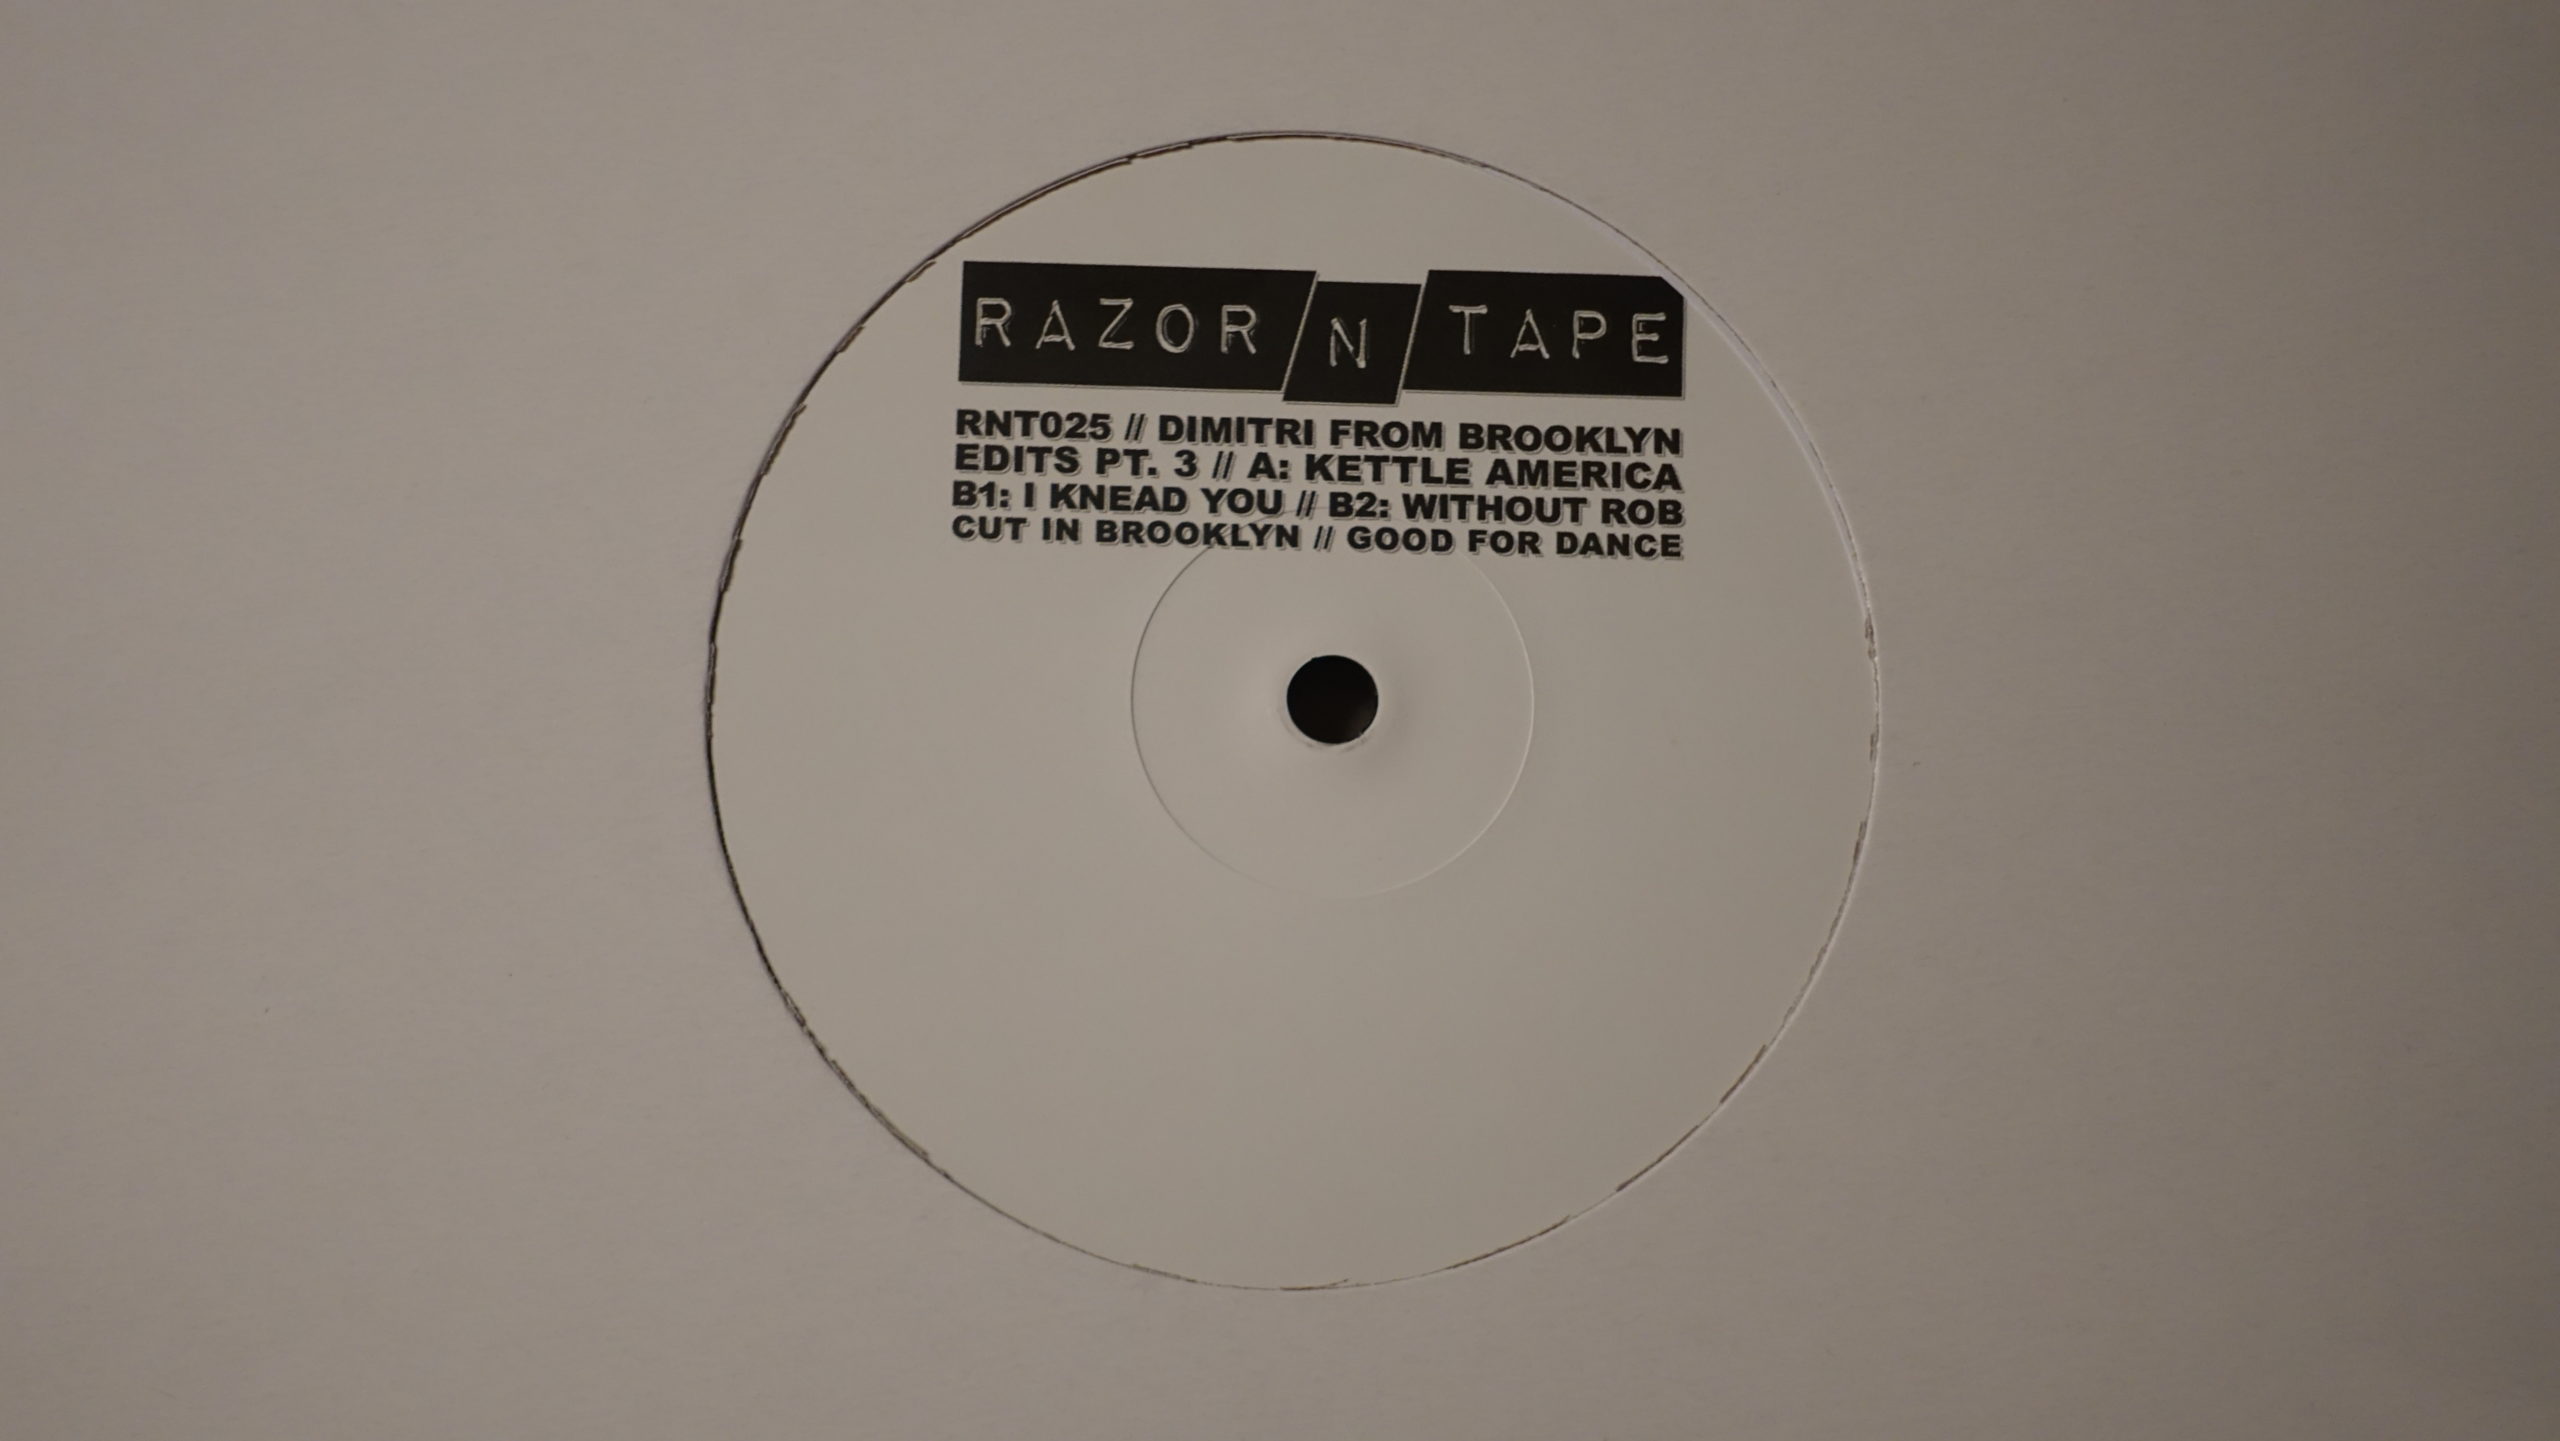 RAZOR N TAPE
RNT025 // DIMITRI FROM BROOKLYN
EDITS PT. 3 // A: KETTLE AMERICA
B1: I KNEAD YOU // B2: WITHOUT ROB
CUT IN BROOKLYN // GOOD FOR DANCE